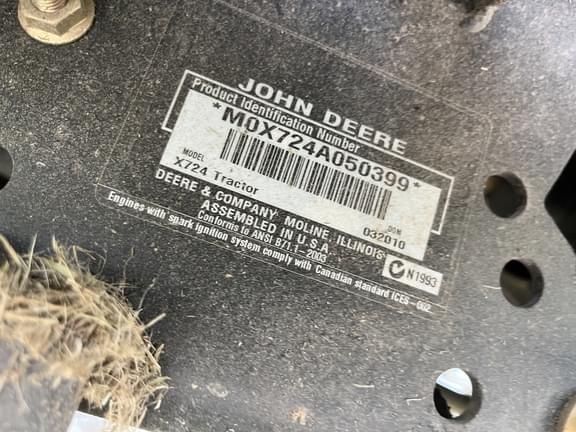 JOHN DEERE
Product Identification Number
*M0X724A050399*
MODEL
X724 Tractor
DOM
032010
DEERE & COMPANY MOLINE, ILLINOIS
ASSEMBLED IN U.S.A.
Conforms to ANSI B71.1-2003
N1993
Engines with spark ignition system comply with Canadian standard ICES-002.